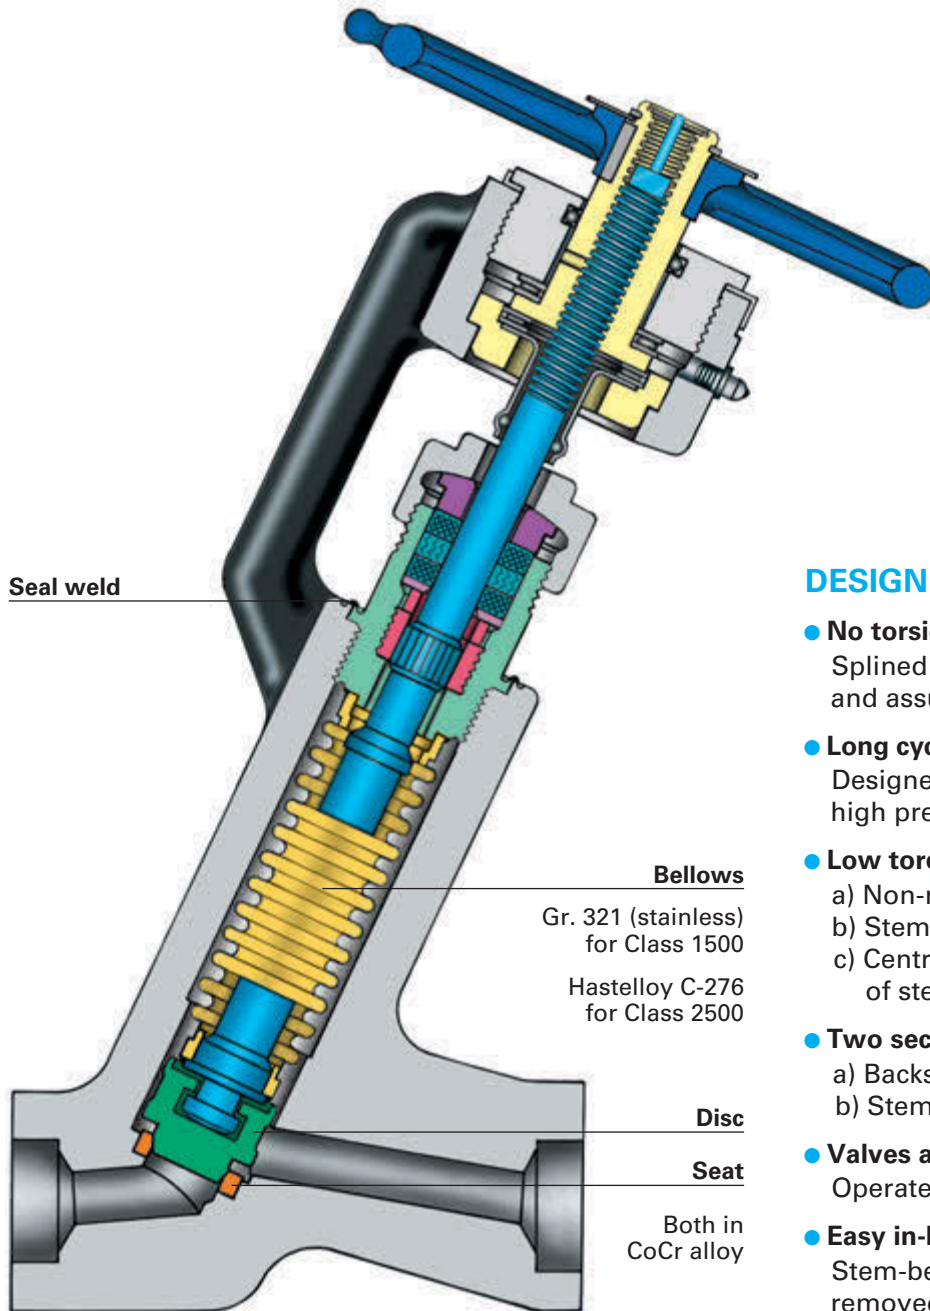 Seal weld
Bellows
Gr. 321 (stainless)
for Class 1500
Hastelloy C-276
for Class 2500
Disc
Seat
Both in
CoCr alloy
DESIGN
● No torsi
Splined
and assu
● Long cyc
Designe
high pre
● Low torq
a) Non-r
b) Stem
c) Centr
of ste
● Two sec
a) Backs
b) Stem
● Valves a
Operate
● Easy in-l
Stem-be
removed